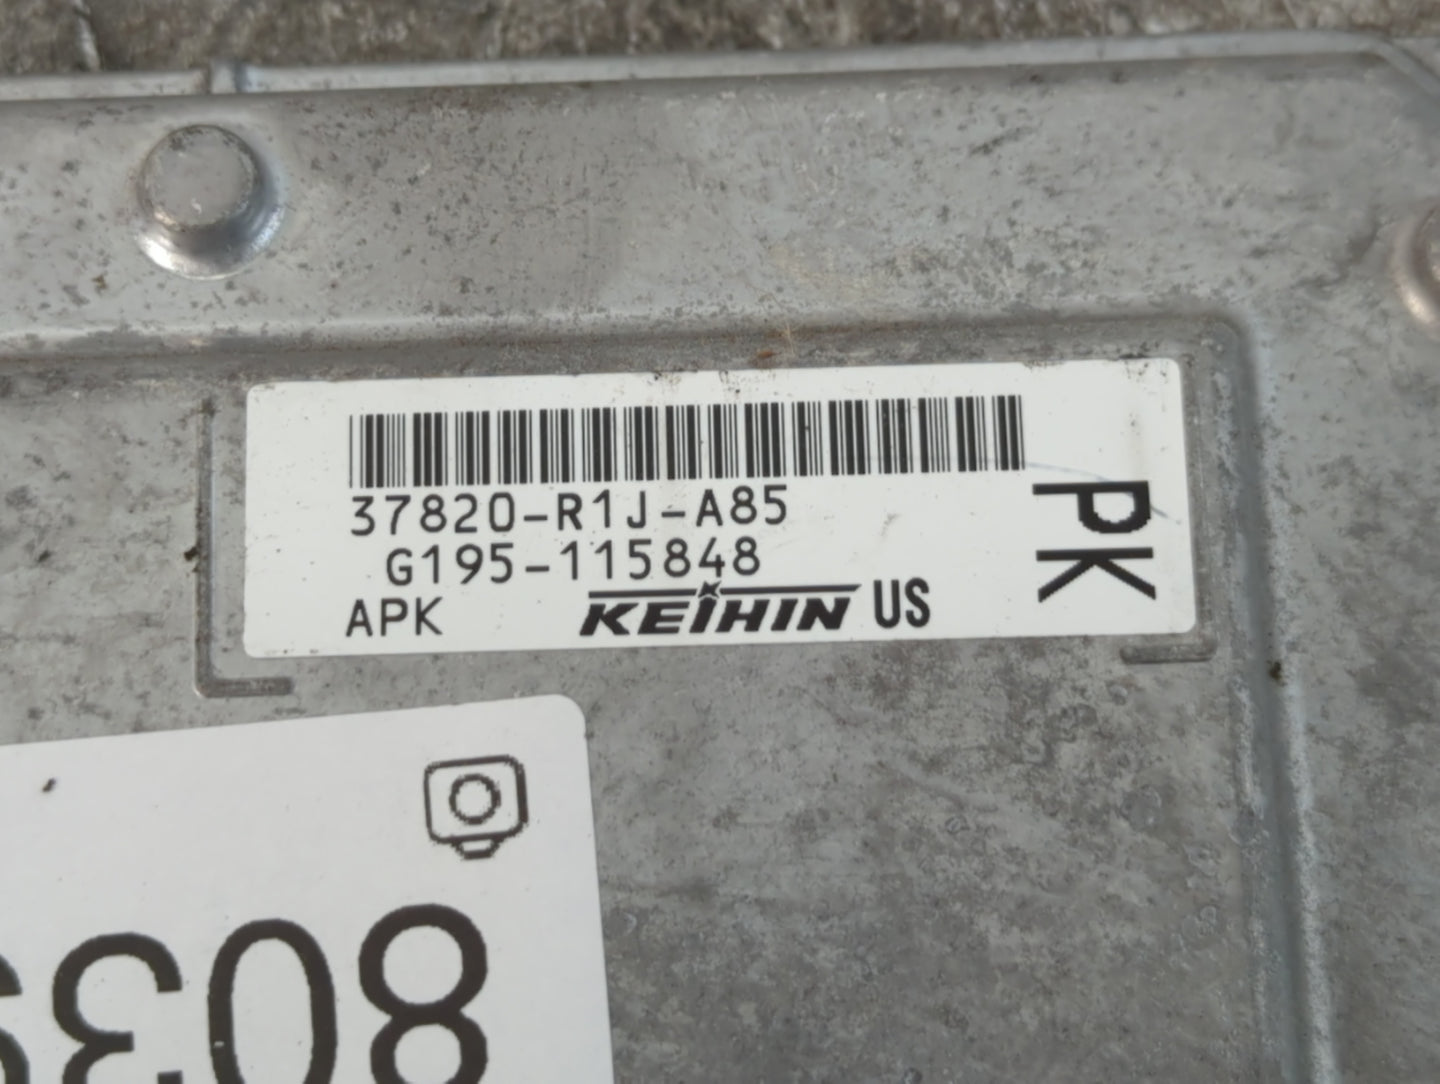 37820-R1J-A85
G195-115848
APK KEIHIN US
PK